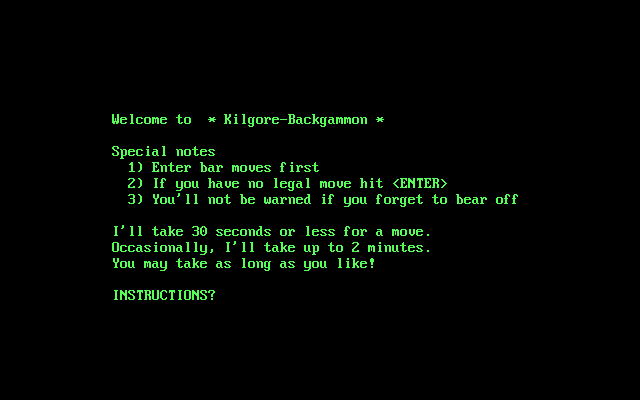 Welcome to  * Kilgore-Backgammon *
Special notes
1) Enter bar moves first
2) If you have no legal move hit <ENTER>
3) You'll not be warned if you forget to bear off
I'll take 30 seconds or less for a move.
Occasionally, I'll take up to 2 minutes.
You may take as long as you like!
INSTRUCTIONS?